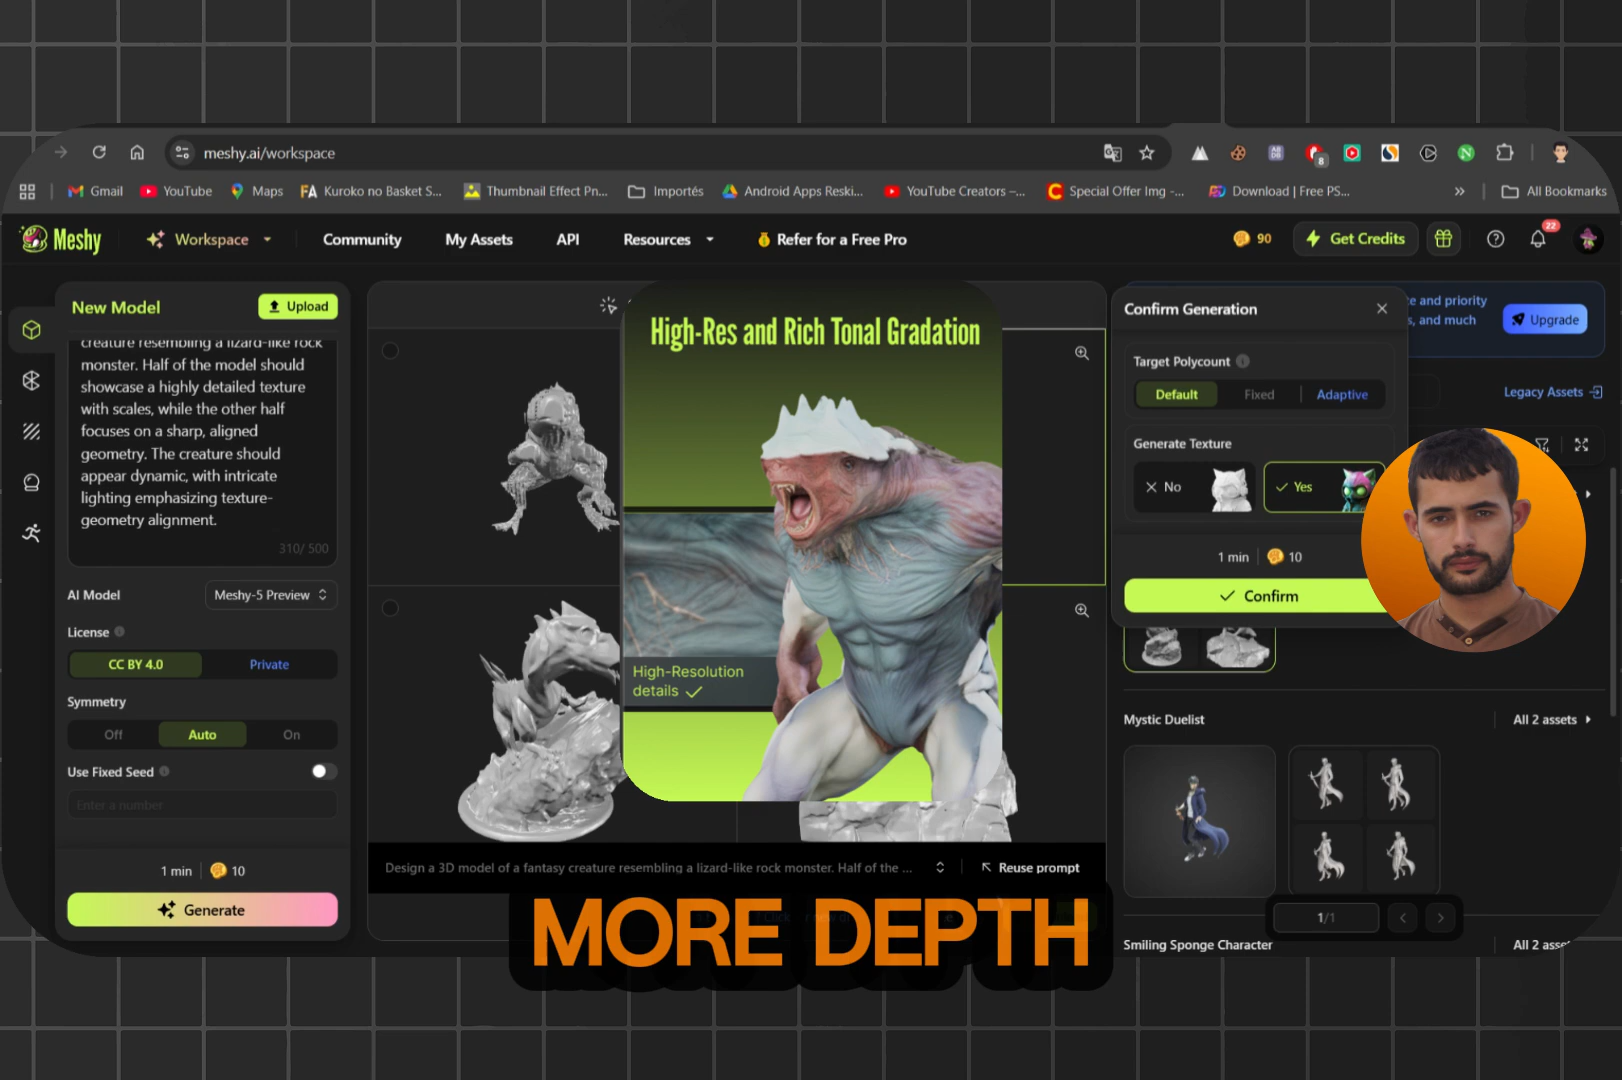 meshy.ai/workspace
8
Gmail
YouTube
Maps
FA Kuroko no Basket S...
Thumbnail Effect Pn...
Importés
Android Apps Reski...
YouTube Creators –...
Special Offer Img -...
Download | Free PS...
»
All Bookmarks
Meshy
Workspace
Community
My Assets
API
Resources
Refer for a Free Pro
90
Get Credits
22
New Model
Upload
creature resembling a lizard-like rock
monster. Half of the model should
showcase a highly detailed texture
with scales, while the other half
focuses on a sharp, aligned
geometry. The creature should
appear dynamic, with intricate
lighting emphasizing texture-
geometry alignment.
310/ 500
AI Model
Meshy-5 Preview
License
CC BY 4.0
Private
Symmetry
Off
Auto
On
Use Fixed Seed
Enter a number
1 min
10
Generate
High-Res and Rich Tonal Gradation
High-Resolution
details
Design a 3D model of a fantasy creature resembling a lizard-like rock monster. Half of the ...
Reuse prompt
MORE DEPTH
Confirm Generation
Target Polycount
Default
Fixed
Adaptive
Generate Texture
No
Yes
1 min
10
Confirm
e and priority
s, and much
Upgrade
Legacy Assets
Mystic Duelist
All 2 assets
1/1
Smiling Sponge Character
All 2 asset